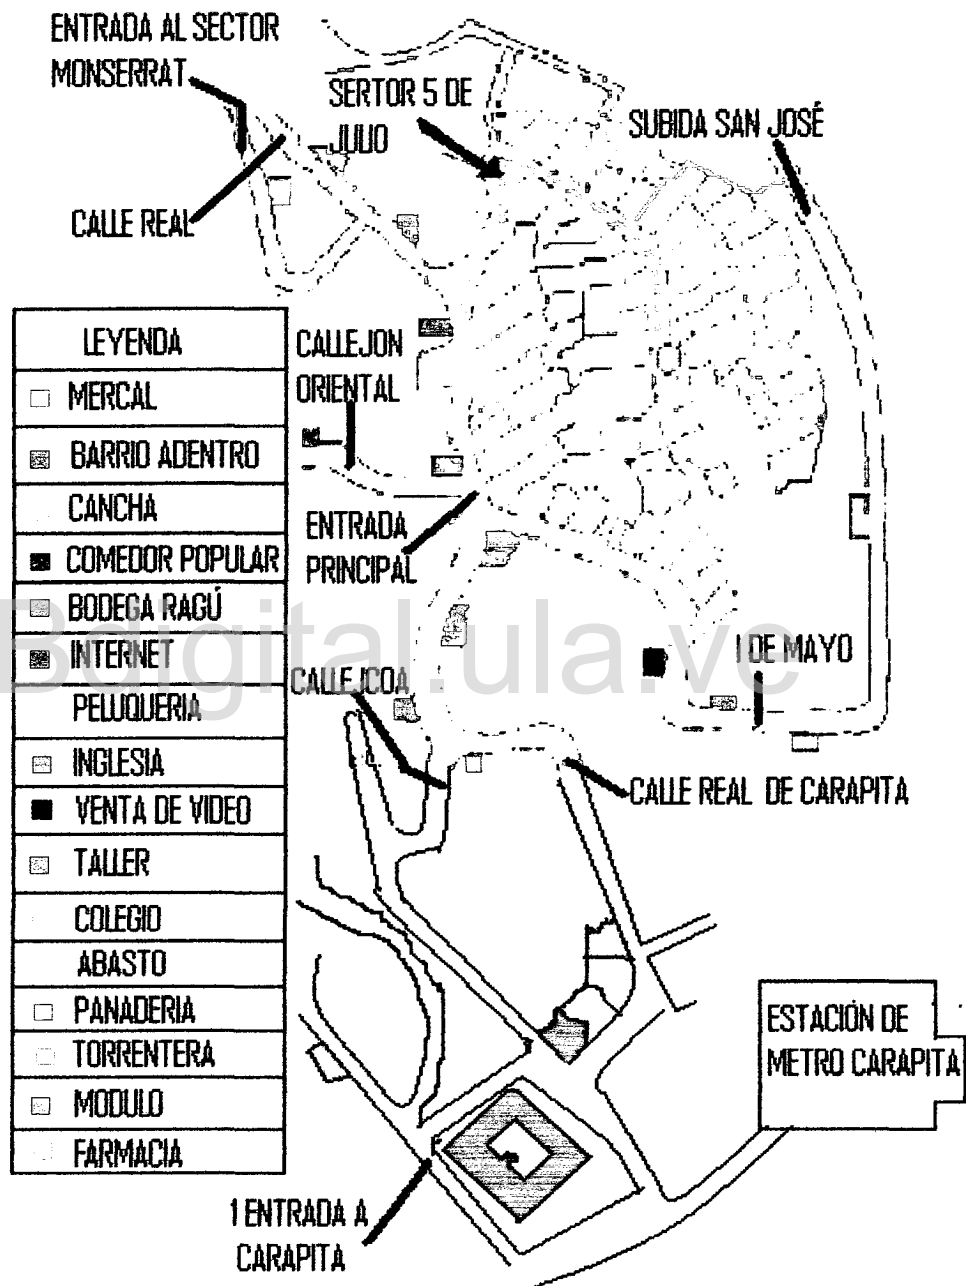 ENTRADA AL SECTOR
MONSERRAT
SERTOR 5 DE
JULIO
SUBIDA SAN JOSÉ
CALLE REAL
LEYENDA
MERCAL
BARRIO ADENTRO
CANCHA
COMEDOR POPULAR
BODEGA RAGÚ
INTERNET
PELUQUERIA
INGLESIA
VENTA DE VIDEO
TALLER
COLEGIO
ABASTO
PANADERIA
TORRENTERA
MODULO
FARMACIA
CALLEJON
ORIENTAL
ENTRADA
PRINCIPAL
Bdigital.ula.ve
1 DE MAYO
CALLEJCOA
CALLE REAL DE CARAPITA
ESTACIÓN DE
METRO CARAPITA
1 ENTRADA A
CARAPITA